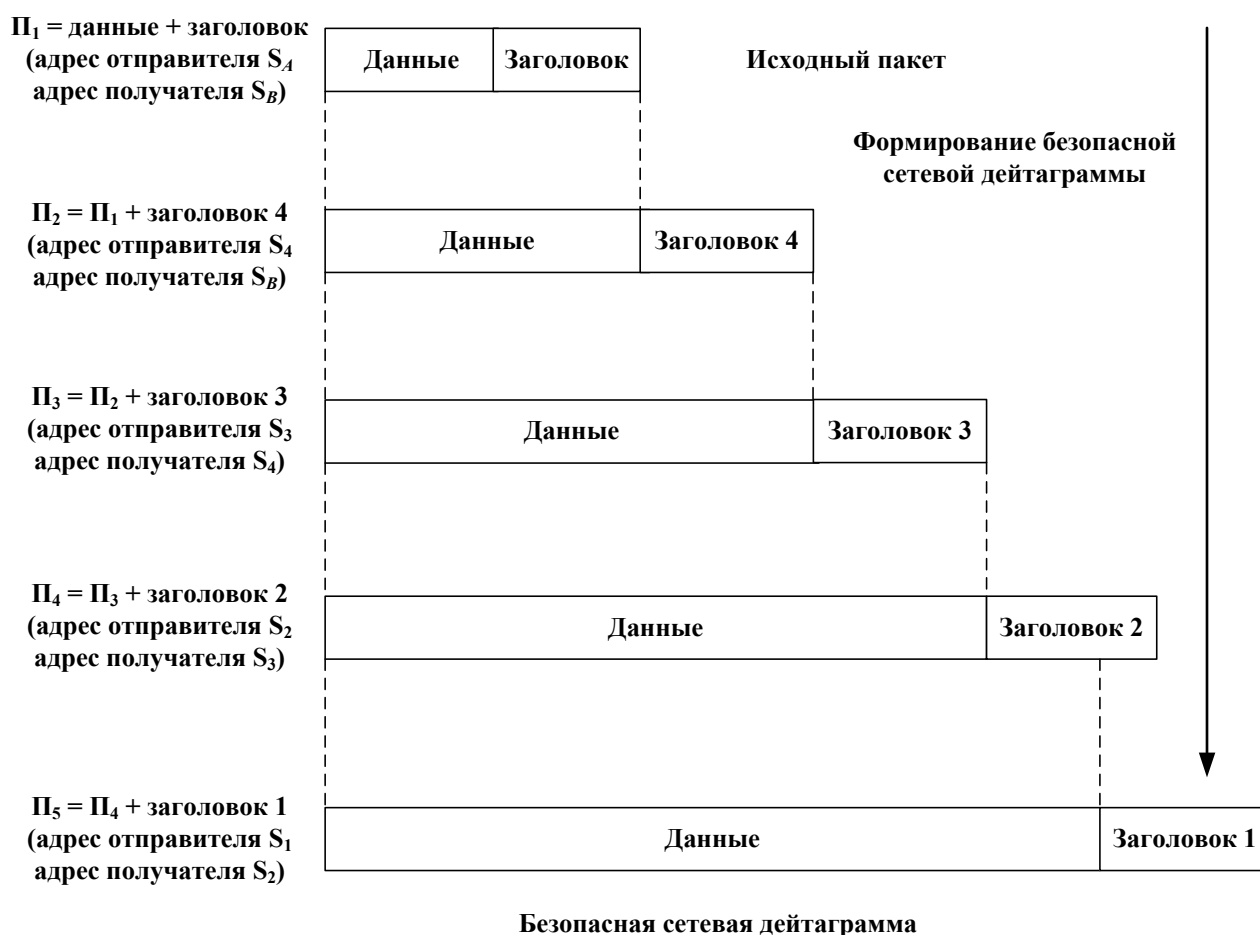 П₁ = данные + заголовок
(адрес отправителя S_A
адрес получателя S_B)
Данные
Заголовок
Исходный пакет
Формирование безопасной
сетевой дейтаграммы
П₂ = П₁ + заголовок 4
(адрес отправителя S₄
адрес получателя S_B)
Данные
Заголовок 4
П₃ = П₂ + заголовок 3
(адрес отправителя S₃
адрес получателя S₄)
Данные
Заголовок 3
П₄ = П₃ + заголовок 2
(адрес отправителя S₂
адрес получателя S₃)
Данные
Заголовок 2
П₅ = П₄ + заголовок 1
(адрес отправителя S₁
адрес получателя S₂)
Данные
Заголовок 1
Безопасная сетевая дейтаграмма